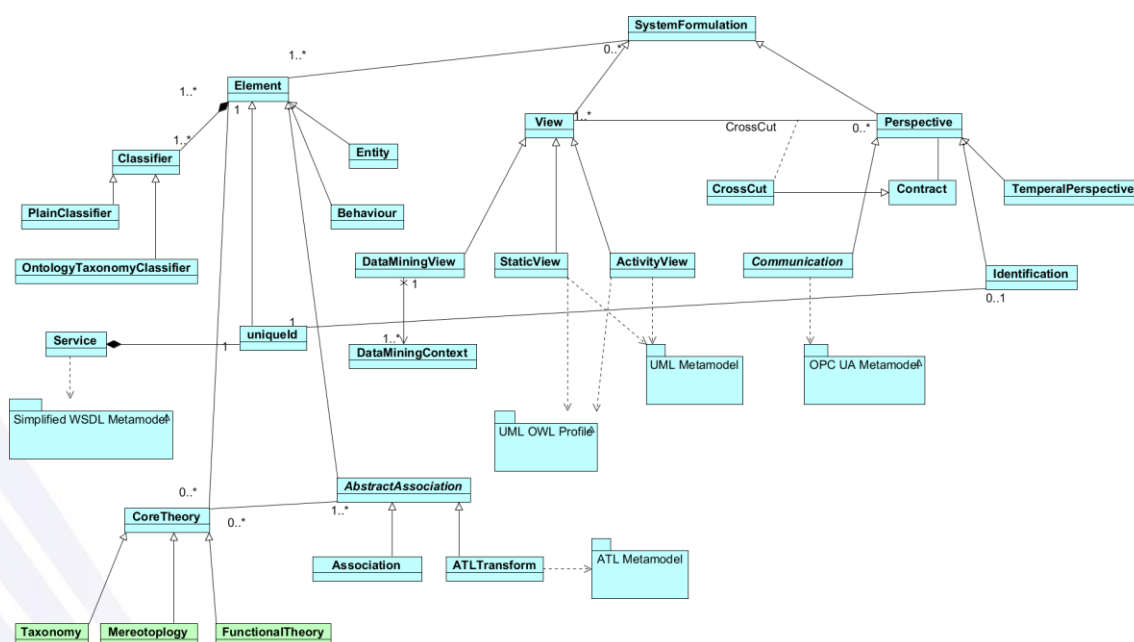 SystemFormulation
1..*
0..*
Element
1..*
1
View
1..*
CrossCut
0..*
Perspective
1..*
Classifier
Entity
CrossCut
Contract
TemperalPerspective
PlainClassifier
Behaviour
OntologyTaxonomyClassifier
DataMiningView
StaticView
ActivityView
Communication
Identification
1
0..1
Service
1
uniqueId
1
1..*
DataMiningContext
UML Metamodel
OPC UA Metamodel
Simplified WSDL Metamodel
UML OWL Profile
AbstractAssociation
0..*
1..*
CoreTheory
0..*
Association
ATLTransform
ATL Metamodel
Taxonomy
Mereotoplogy
FunctionalTheory